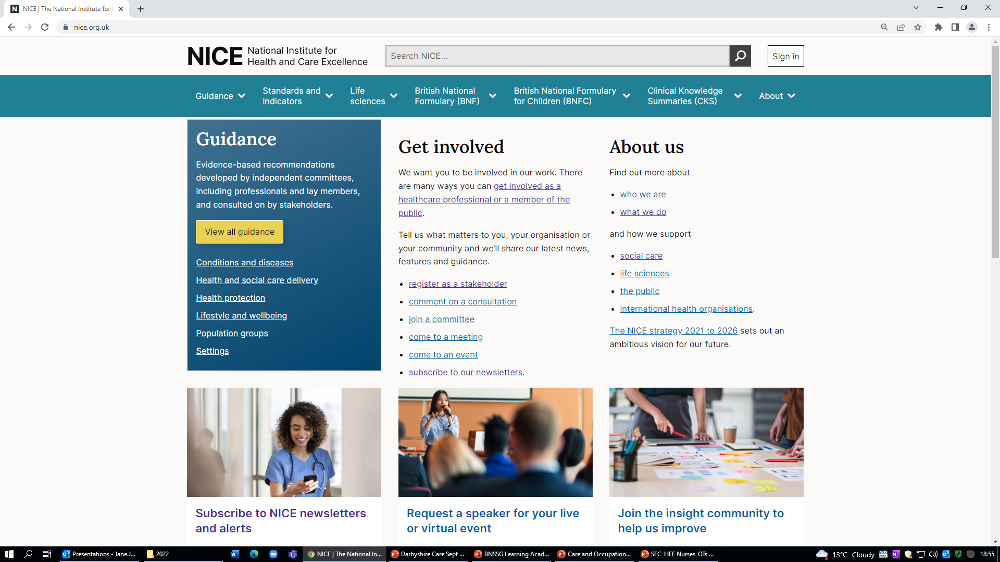 NICE | The National Institute for H
nice.org.uk
NICE National Institute for
Health and Care Excellence
Search NICE...
Sign in
Guidance
Standards and
indicators
Life
sciences
British National
Formulary (BNF)
British National Formulary
for Children (BNFC)
Clinical Knowledge
Summaries (CKS)
About
Guidance
Evidence-based recommendations
developed by independent committees,
including professionals and lay members,
and consulted on by stakeholders.
View all guidance
Conditions and diseases
Health and social care delivery
Health protection
Lifestyle and wellbeing
Population groups
Settings
Get involved
We want you to be involved in our work. There
are many ways you can get involved as a
healthcare professional or a member of the
public.
Tell us what matters to you, your organisation or
your community and we’ll share our latest news,
features and guidance.
register as a stakeholder
comment on a consultation
join a committee
come to a meeting
come to an event
subscribe to our newsletters.
About us
Find out more about
who we are
what we do
and how we support
social care
life sciences
the public
international health organisations.
The NICE strategy 2021 to 2026 sets out an
ambitious vision for our future.
Subscribe to NICE newsletters
and alerts
Request a speaker for your live
or virtual event
Join the insight community to
help us improve
Presentations - Jane.J...
2022
NICE | The National In...
Darbyshire Care Sept ...
BNSSG Learning Acad...
Care and Occupation...
SFC_HEE Nurses_OTs ...
13°C Cloudy
18:55